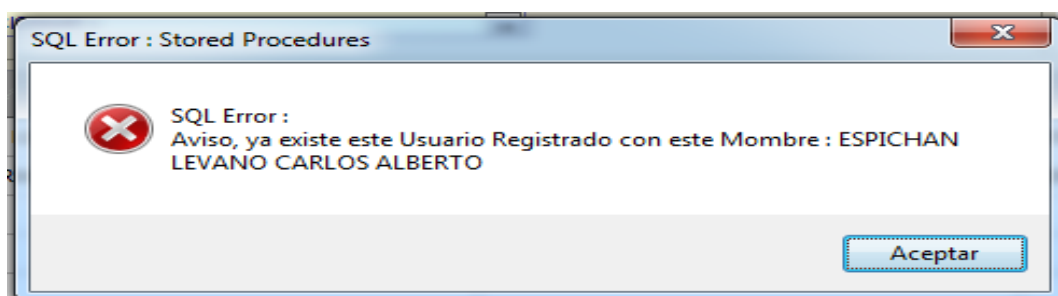 SQL Error : Stored Procedures
SQL Error :
Aviso, ya existe este Usuario Registrado con este Mombre : ESPICHAN
LEVANO CARLOS ALBERTO
Aceptar